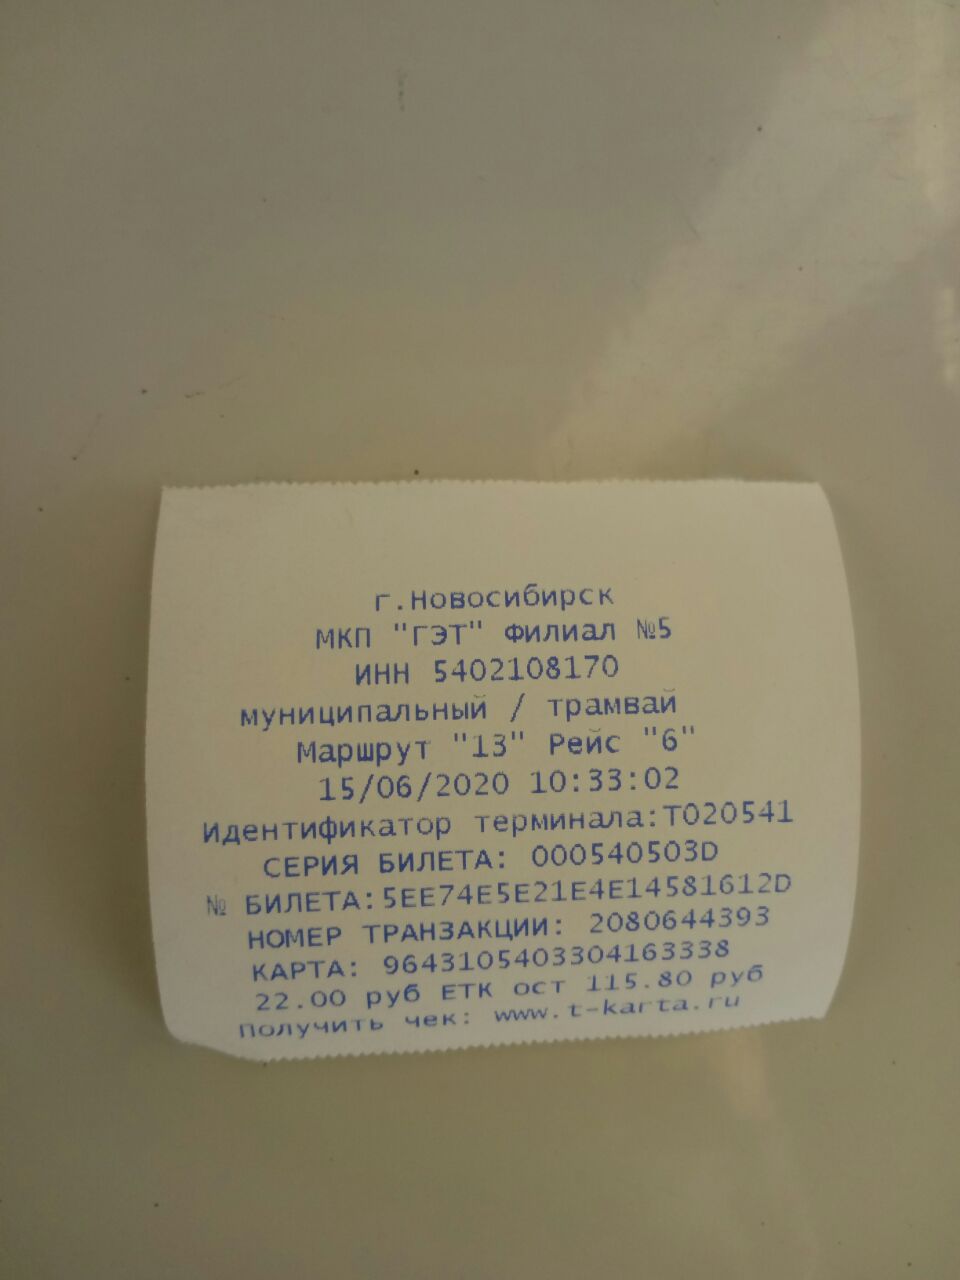 г.Новосибирск
МКП "ГЭТ" Филиал №5
ИНН 5402108170
муниципальный / трамвай
Маршрут "13" Рейс "6"
15/06/2020 10:33:02
Идентификатор терминала:T020541
СЕРИЯ БИЛЕТА: 000540503D
№ БИЛЕТА:5EE74E5E21E4E14581612D
НОМЕР ТРАНЗАКЦИИ: 2080644393
КАРТА: 9643105403304163338
22.00 руб ЕТК ост 115.80 руб
получить чек: www.t-karta.ru